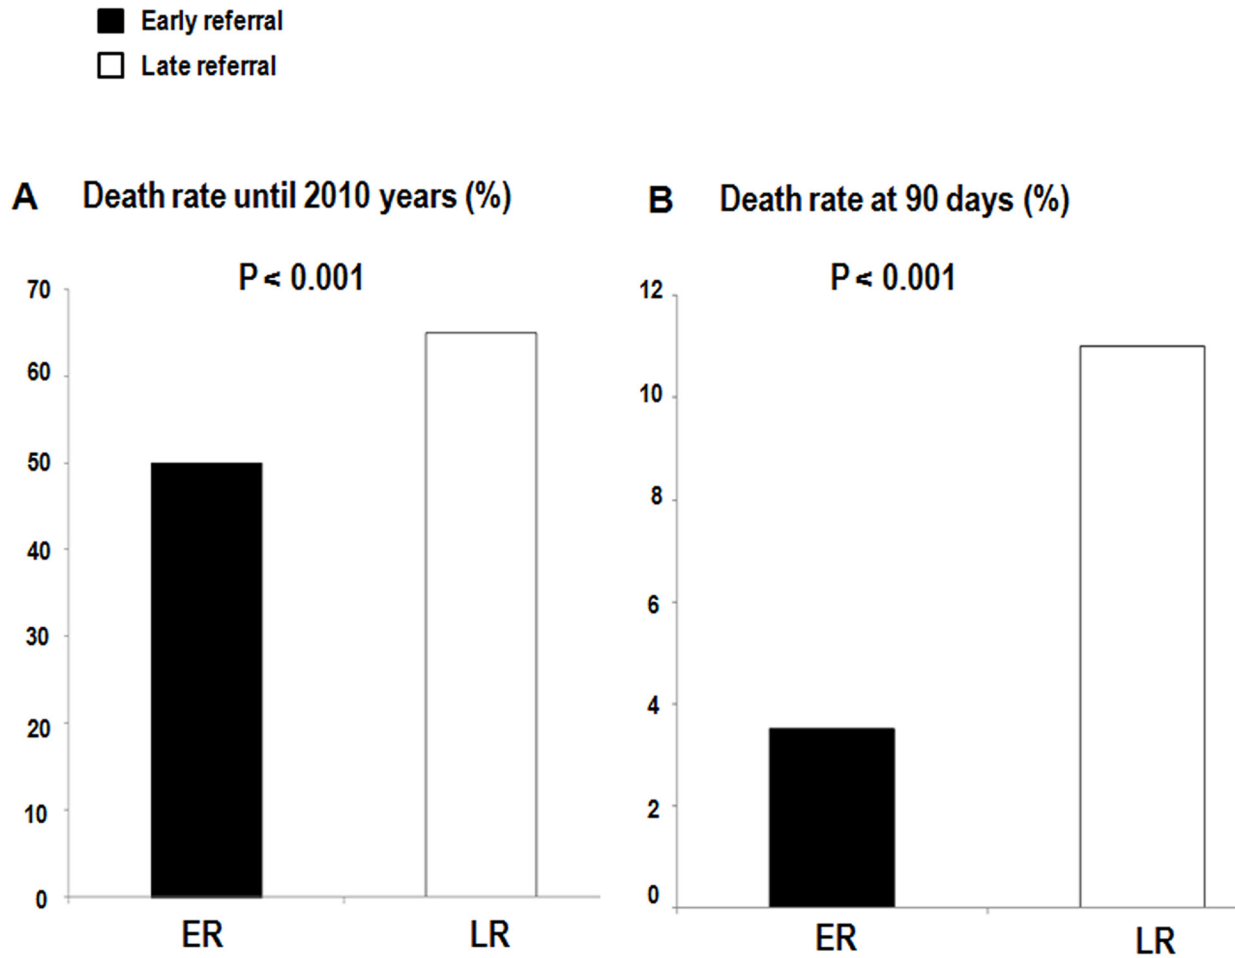 Early referral
Late referral
A Death rate until 2010 years (%)
P < 0.001
70
60
50
40
30
20
10
0
ER LR
B Death rate at 90 days (%)
P < 0.001
12
10
8
6
4
2
0
ER LR